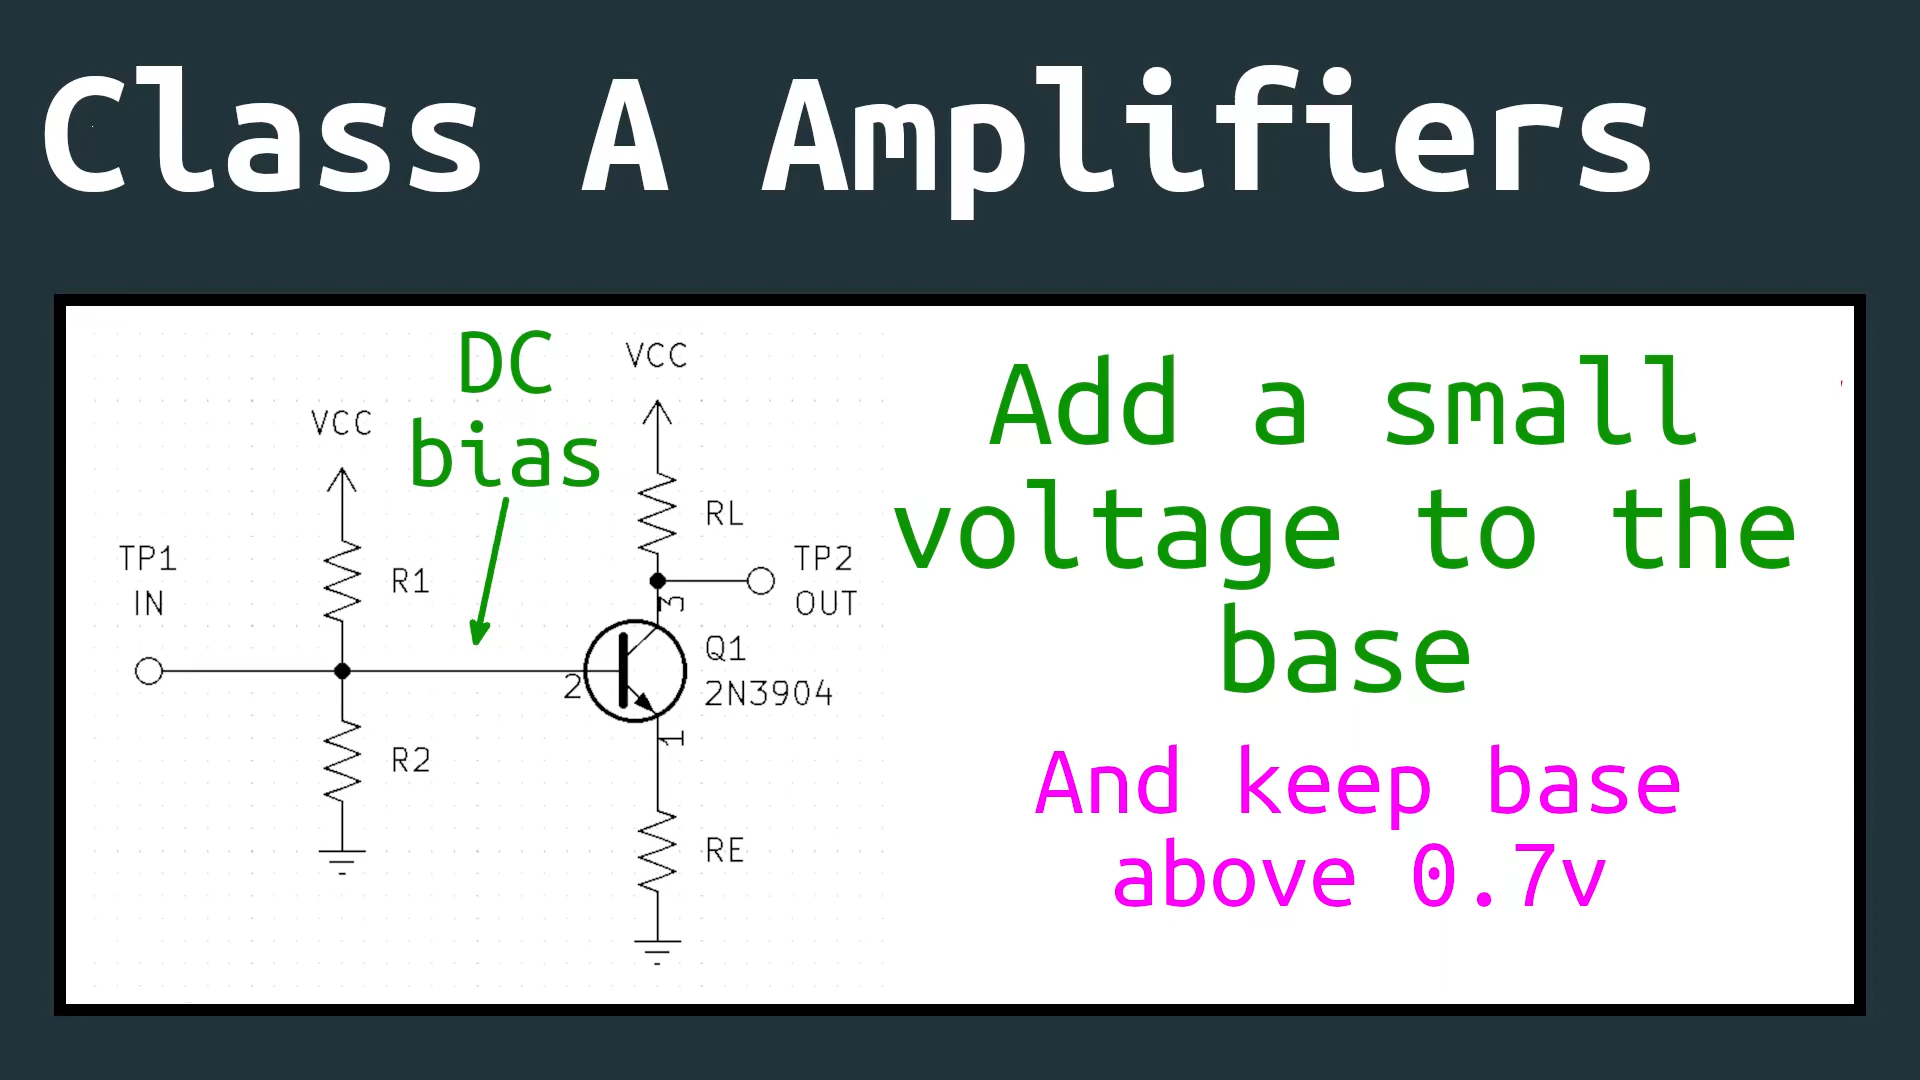 Class A Amplifiers
DC
bias
VCC
VCC
RL
TP1
IN
R1
TP2
OUT
3
Q1
2N3904
2
1
R2
RE
Add a small
voltage to the
base
And keep base
above 0.7v